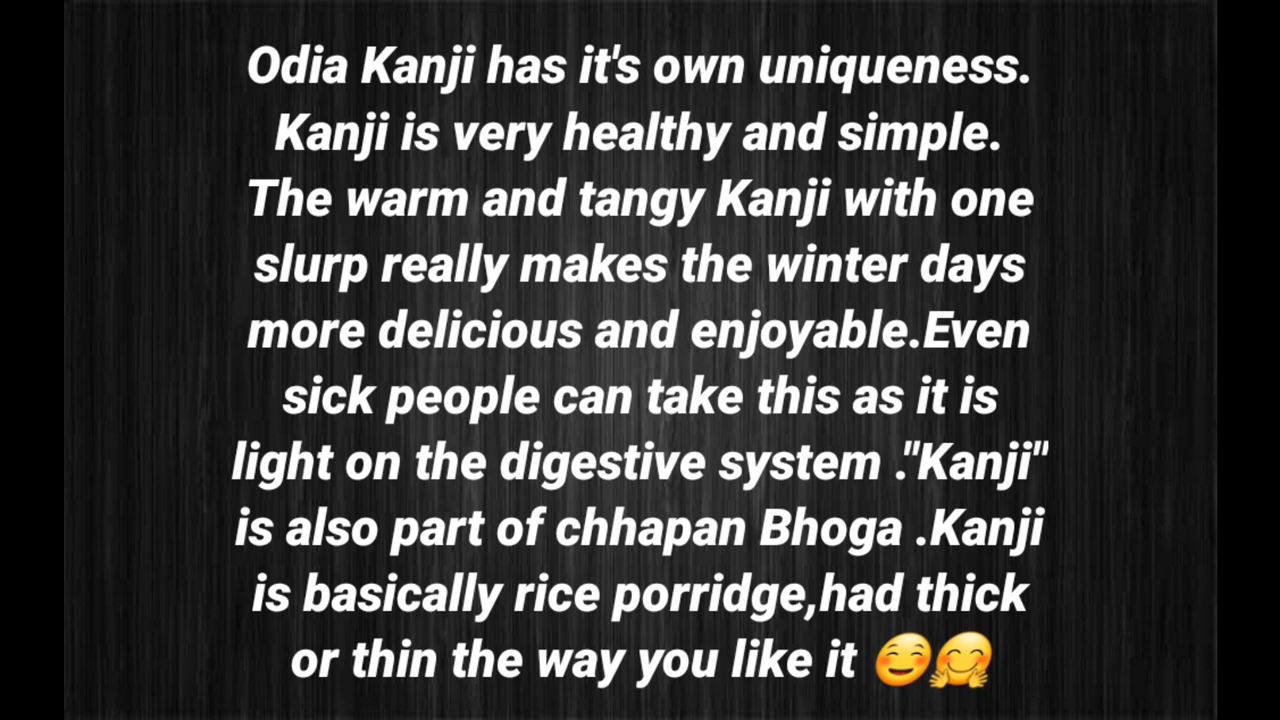 Odia Kanji has it's own uniqueness.
Kanji is very healthy and simple.
The warm and tangy Kanji with one
slurp really makes the winter days
more delicious and enjoyable.Even
sick people can take this as it is
light on the digestive system ."Kanji"
is also part of chhapan Bhoga .Kanji
is basically rice porridge,had thick
or thin the way you like it 😊🤗